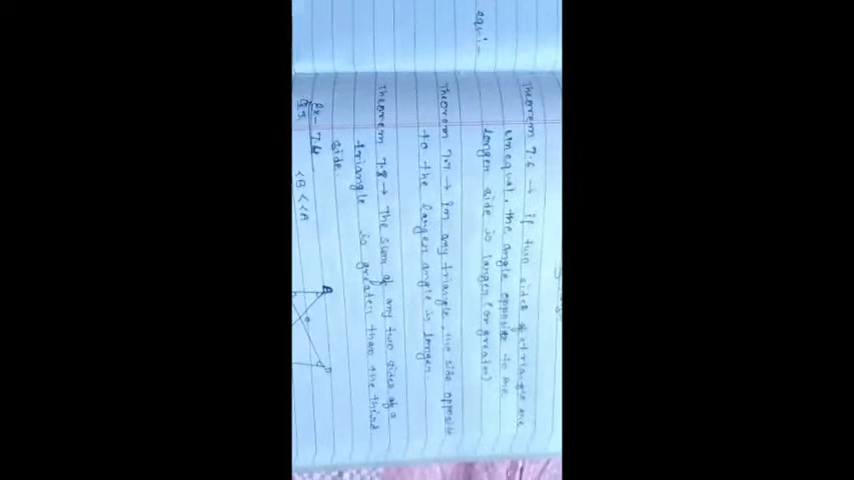 equi-
Theorem 7.6 → if two sides of a triangle are
unequal, the angle opposite to the
longer side is larger (or greater)
Theorem 7.7 → In any triangle, the side opposite
to the larger angle is longer.
Theorem 7.8 → The sum of any two sides of a
triangle is greater than the third
side.
Ex- 7.4
Q3) <B < <A
A
O
D